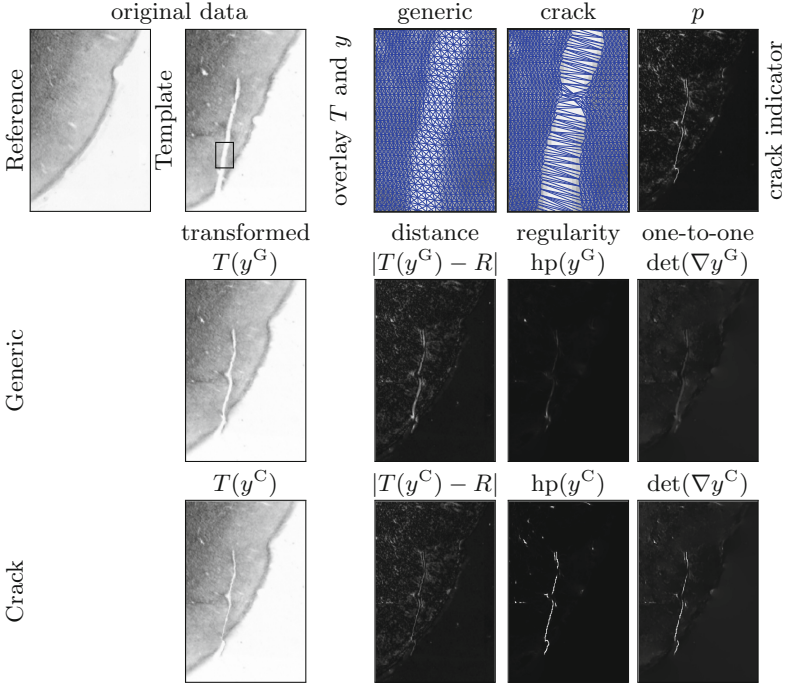 original data
generic
crack
p
Reference
Template
overlay T and y
crack indicator
transformed
distance
regularity
one-to-one
T(y^G)
|T(y^G) − R|
hp(y^G)
det(∇y^G)
Generic
T(y^C)
|T(y^C) − R|
hp(y^C)
det(∇y^C)
Crack